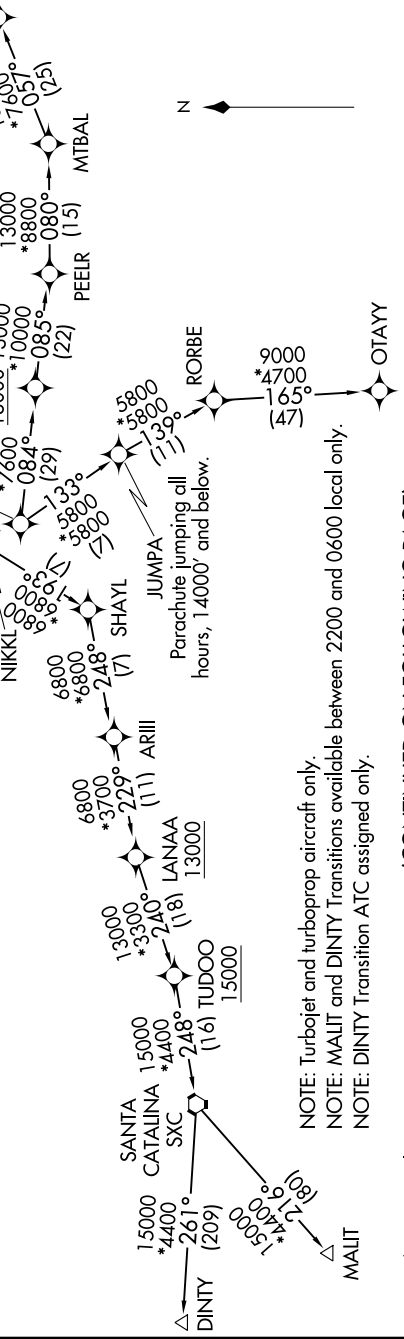 (25)
MTBAL
13000
*8800
080°
(15)
PEELR
*10000
085°
(22)
*7600
084°
(29)
NIKKL
133°
*5800
5800
(7)
JUMPA
Parachute jumping all
hours, 14000' and below.
5800
*5800
139°
(11)
RORBE
9000
*4700
165°
(47)
OTAYY
N
193°
*6800
6800
SHAYL
6800
*6800
248°
(7)
ARIII
6800
*3700
229°
(11)
LANAA
13000
13000
*3300
240°
(18)
TUDOO
15000
15000
*4400
248°
(16)
SANTA
CATALINA
SXC
15000
*4400
261°
(209)
DINTY
15000
*4400
216°
(80)
MALIT
NOTE: Turbojet and turboprop aircraft only.
NOTE: MALIT and DINTY Transitions available between 2200 and 0600 local only.
NOTE: DINTY Transition ATC assigned only.